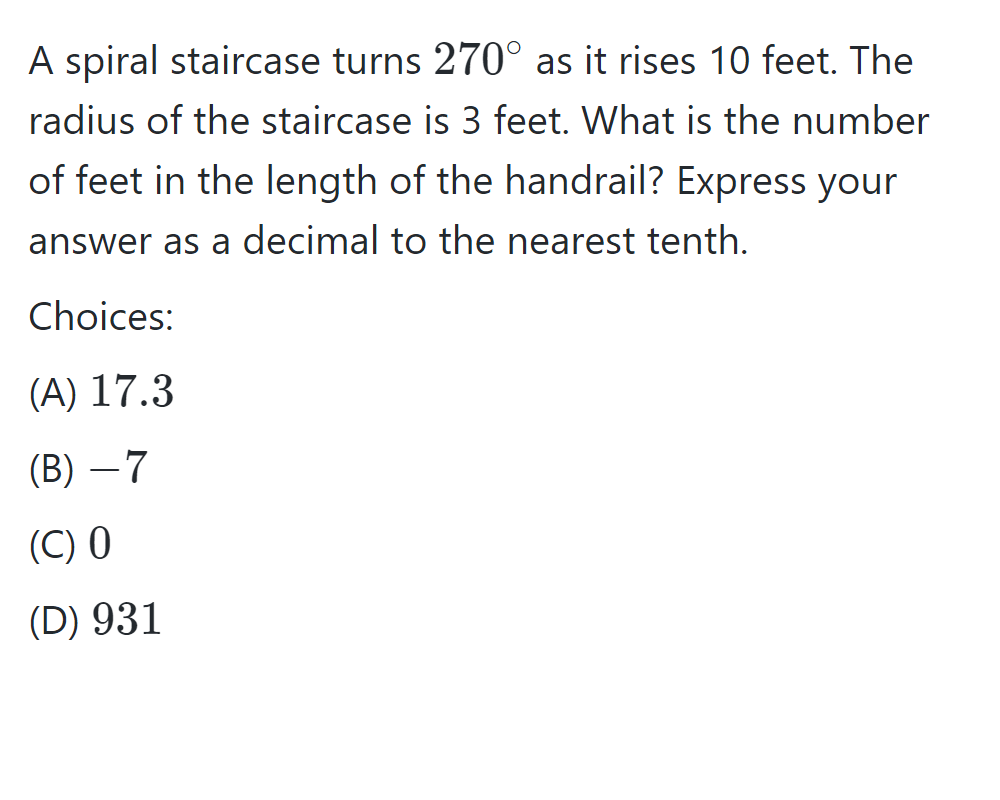 A spiral staircase turns 270° as it rises 10 feet. The
radius of the staircase is 3 feet. What is the number
of feet in the length of the handrail? Express your
answer as a decimal to the nearest tenth.
Choices:
(A) 17.3
(B) −7
(C) 0
(D) 931